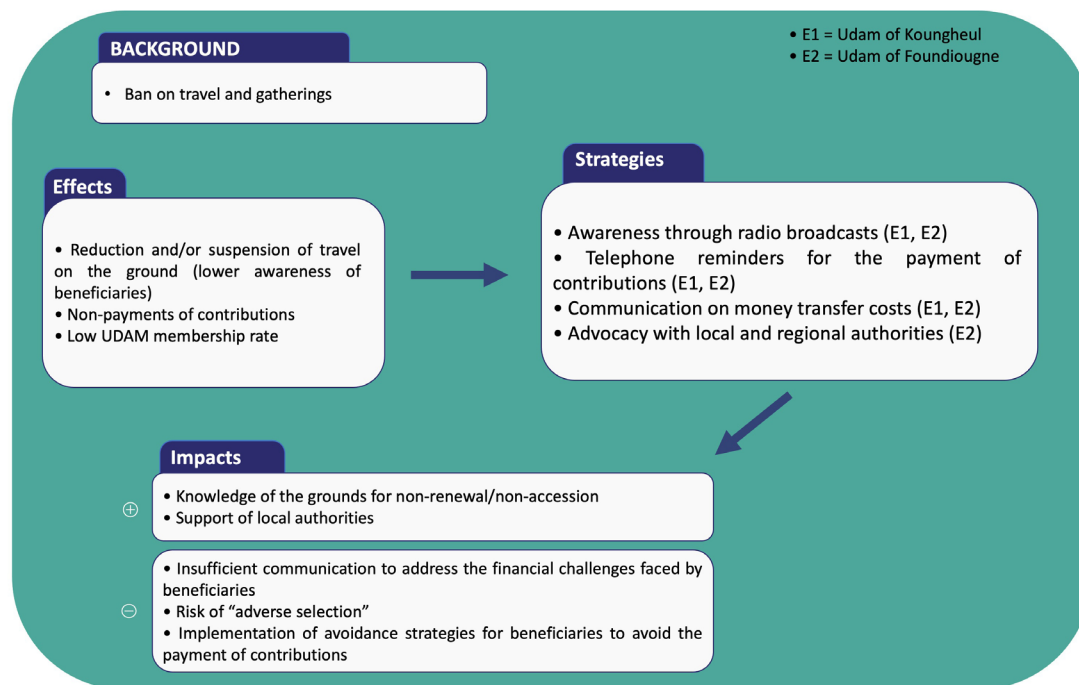 BACKGROUND
• Ban on travel and gatherings
• E1 = Udam of Koungheul
• E2 = Udam of Foundiougne
Effects
• Reduction and/or suspension of travel
on the ground (lower awareness of
beneficiaries)
• Non-payments of contributions
• Low UDAM membership rate
Strategies
• Awareness through radio broadcasts (E1, E2)
• Telephone reminders for the payment of
contributions (E1, E2)
• Communication on money transfer costs (E1, E2)
• Advocacy with local and regional authorities (E2)
Impacts
• Knowledge of the grounds for non-renewal/non-accession
• Support of local authorities
• Insufficient communication to address the financial challenges faced by
beneficiaries
• Risk of “adverse selection”
• Implementation of avoidance strategies for beneficiaries to avoid the
payment of contributions